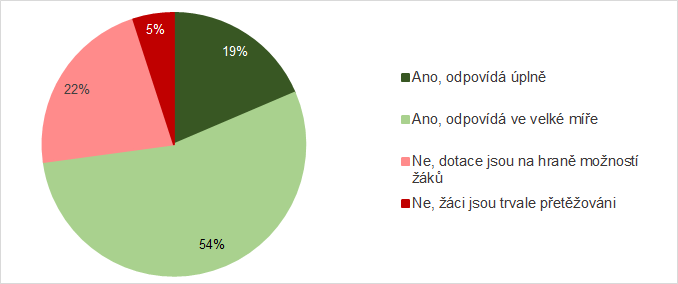 5%
19%
22%
54%
Ano, odpovídá úplně
Ano, odpovídá ve velké míře
Ne, dotace jsou na hraně možností
žáků
Ne, žáci jsou trvale přetěžováni